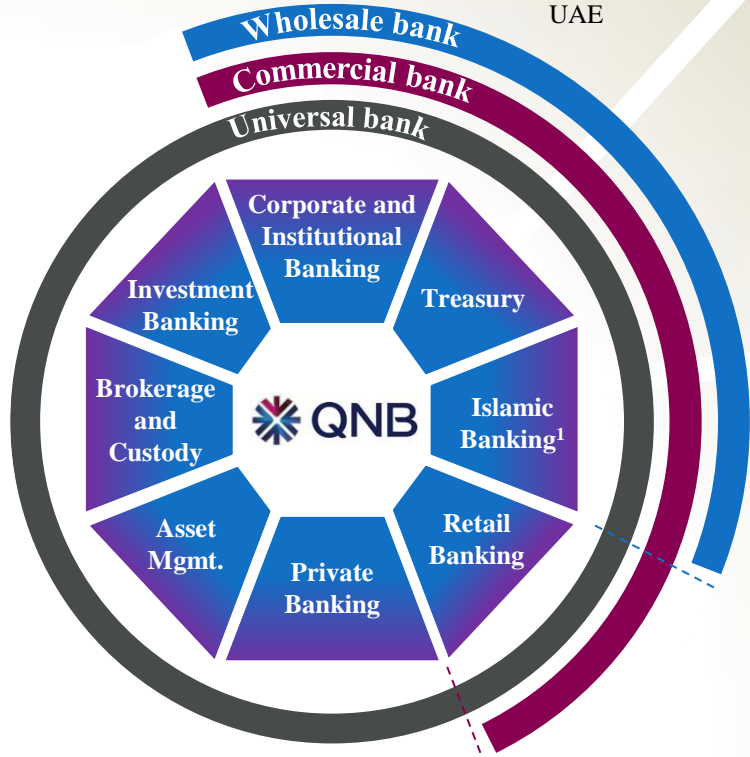 UAE
Wholesale bank
Commercial bank
Universal bank
Corporate and
Institutional
Banking
Treasury
Islamic
Banking1
Retail
Banking
Private
Banking
Asset
Mgmt.
Brokerage
and
Custody
Investment
Banking
QNB